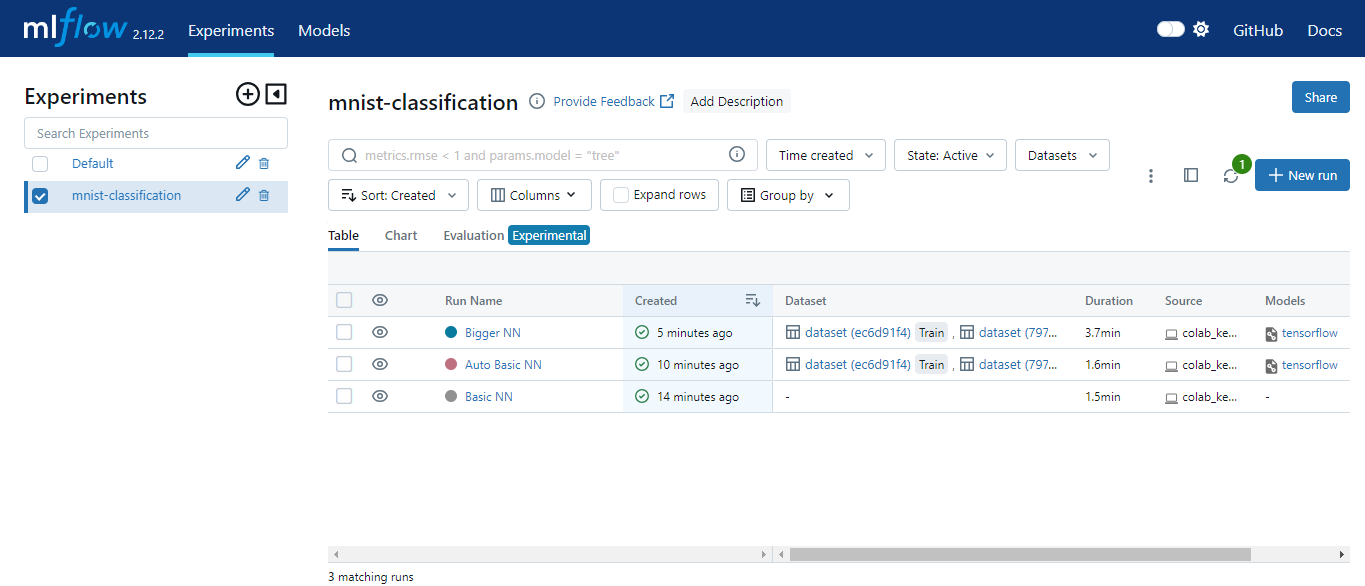 mlflow 2.12.2 Experiments Models GitHub Docs
Experiments
Search Experiments
Default
mnist-classification
mnist-classification Provide Feedback Add Description Share
metrics.rmse < 1 and params.model = "tree" Time created State: Active Datasets
1
New run
Sort: Created Columns Expand rows Group by
Table Chart Evaluation Experimental
Run Name Created Dataset Duration Source Models
Bigger NN 5 minutes ago dataset (ec6d91f4) Train , dataset (797... 3.7min colab_ke... tensorflow
Auto Basic NN 10 minutes ago dataset (ec6d91f4) Train , dataset (797... 1.6min colab_ke... tensorflow
Basic NN 14 minutes ago - 1.5min colab_ke... -
3 matching runs